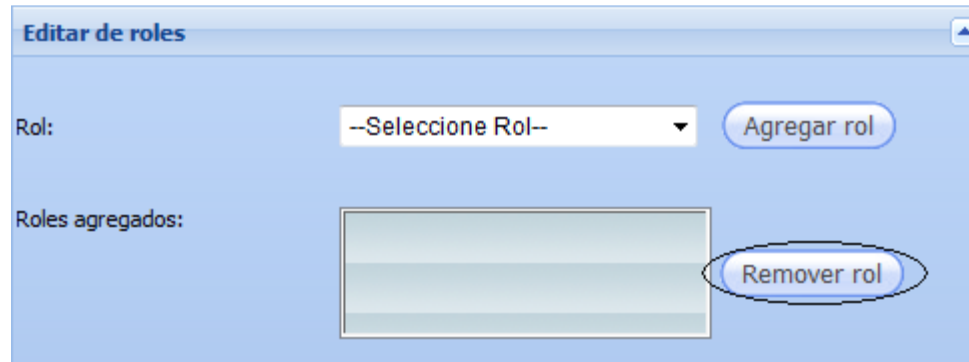 Editar de roles
Rol:
--Seleccione Rol--
Agregar rol
Roles agregados:
Remover rol